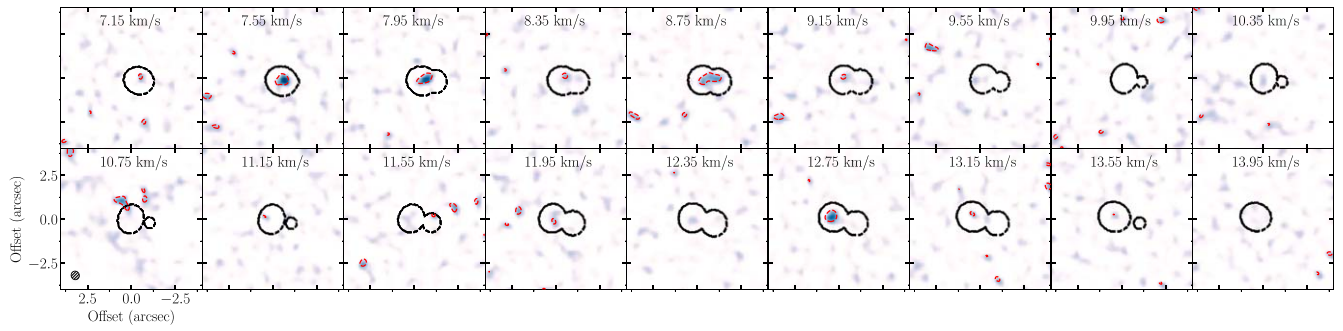 7.15 km/s
7.55 km/s
7.95 km/s
8.35 km/s
8.75 km/s
9.15 km/s
9.55 km/s
9.95 km/s
10.35 km/s
10.75 km/s
11.15 km/s
11.55 km/s
11.95 km/s
12.35 km/s
12.75 km/s
13.15 km/s
13.55 km/s
13.95 km/s
2.5
0.0
−2.5
Offset (arcsec)
2.5 0.0 −2.5
Offset (arcsec)